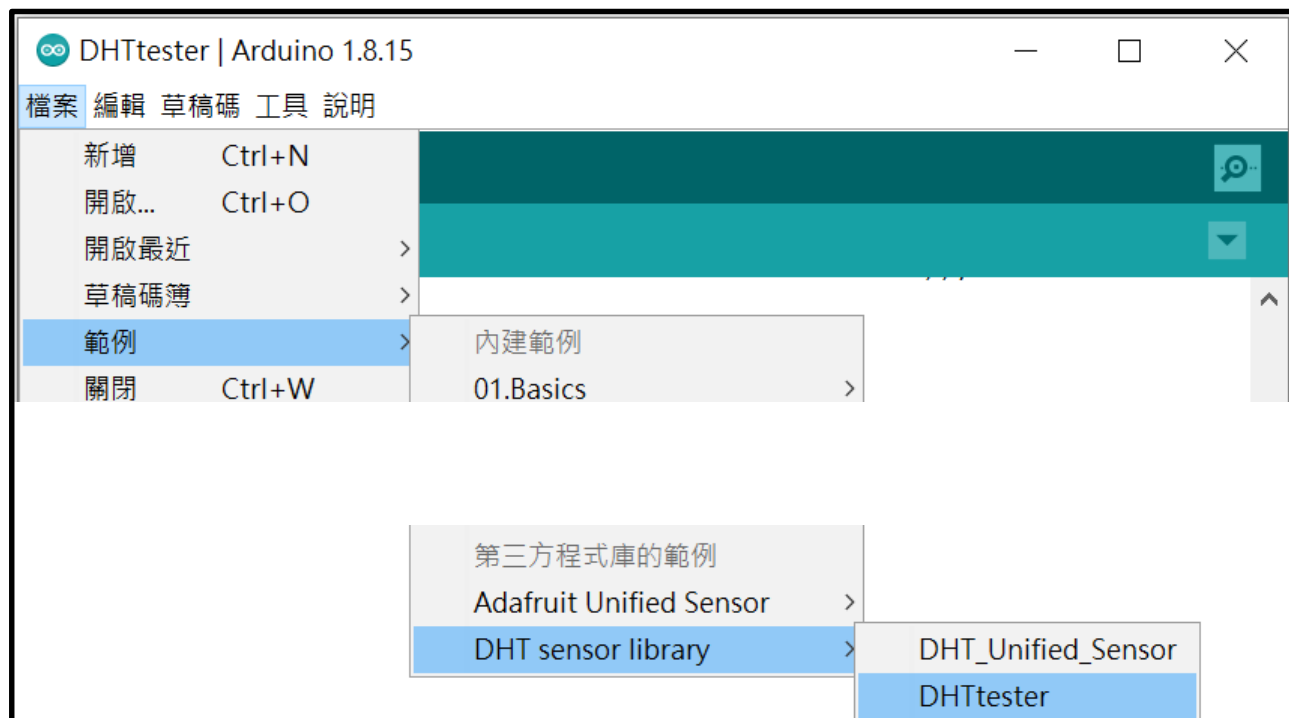 DHTtester | Arduino 1.8.15
檔案 編輯 草稿碼 工具 說明
新增 Ctrl+N
開啟... Ctrl+O
開啟最近
草稿碼簿
範例
內建範例
關閉 Ctrl+W
01.Basics
第三方程式庫的範例
Adafruit Unified Sensor
DHT sensor library
DHT_Unified_Sensor
DHTtester